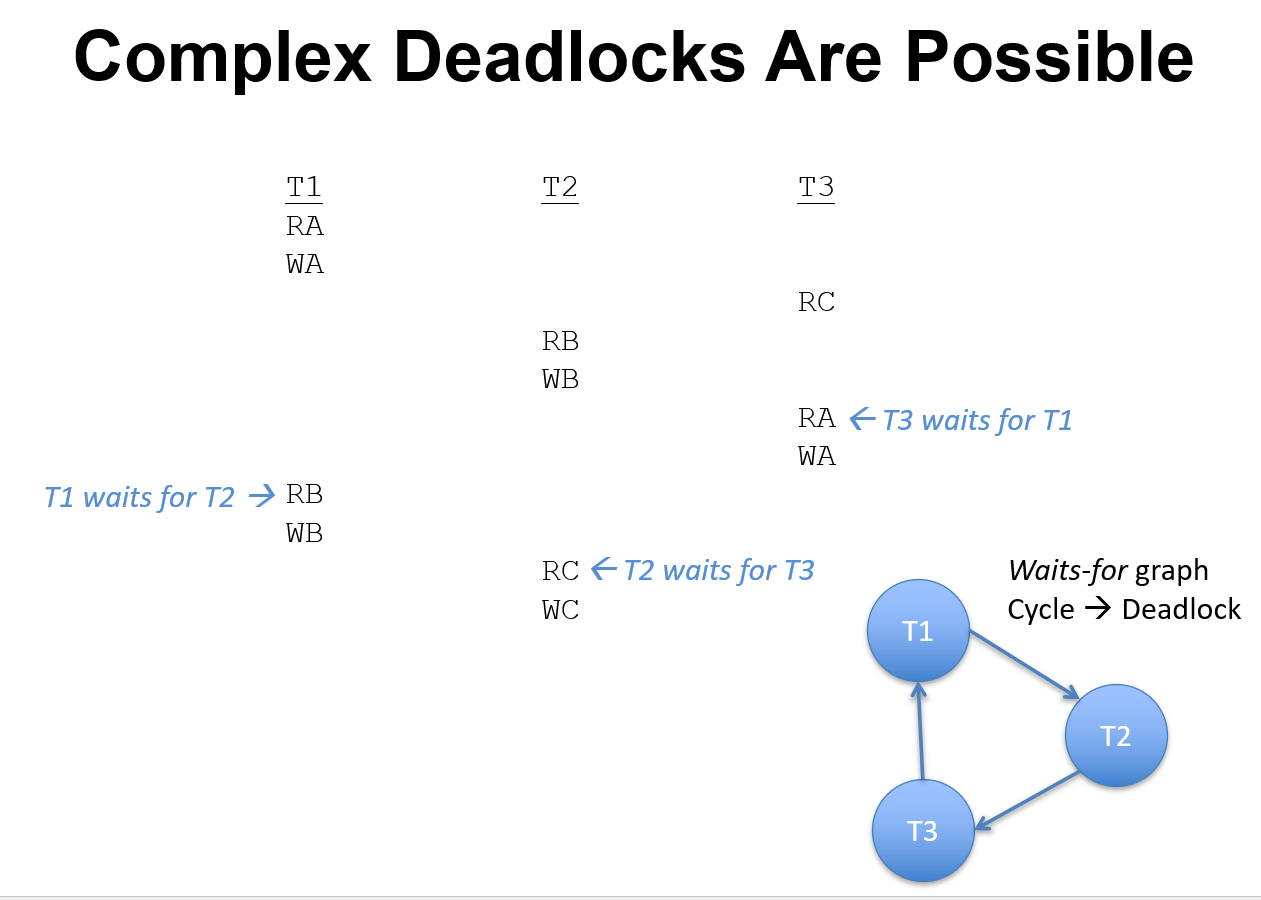 Complex Deadlocks Are Possible
T1 T2 T3
RA
WA
RC
RB
WB
RA ← T3 waits for T1
WA
T1 waits for T2 → RB
WB
RC ← T2 waits for T3
WC
Waits-for graph
Cycle → Deadlock
T1
T2
T3